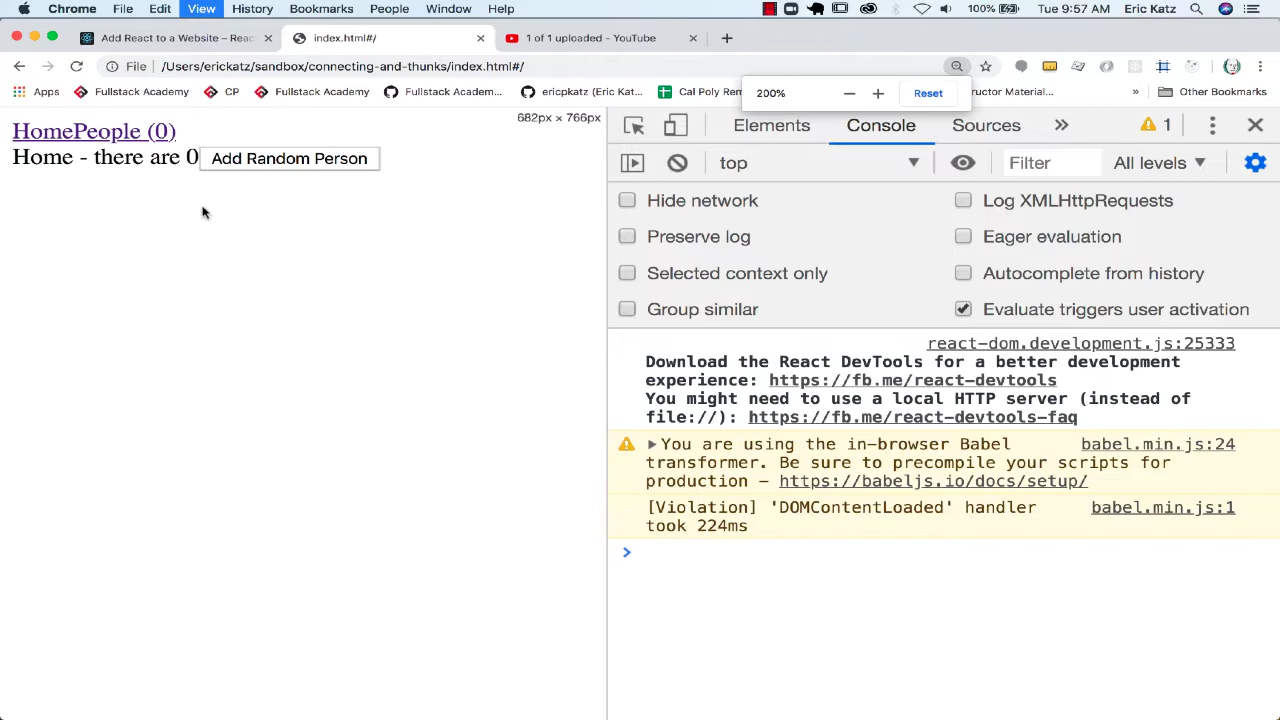 Chrome File Edit View History Bookmarks People Window Help 100% Tue 9:57 AM Eric Katz
Add React to a Website – Reac
index.html#/
1 of 1 uploaded - YouTube
File /Users/erickatz/sandbox/connecting-and-thunks/index.html#/
Apps Fullstack Academy CP Fullstack Academy Fullstack Academ... ericpkatz (Eric Kat... Cal Poly Rem ructor Material... » Other Bookmarks
200% Reset
682px × 766px
HomePeople (0)
Home - there are 0 Add Random Person
Elements Console Sources » 1
top Filter All levels ▼
Hide network Log XMLHttpRequests
Preserve log Eager evaluation
Selected context only Autocomplete from history
Group similar Evaluate triggers user activation
react-dom.development.js:25333
Download the React DevTools for a better development
experience: https://fb.me/react-devtools
You might need to use a local HTTP server (instead of
file://): https://fb.me/react-devtools-faq
You are using the in-browser Babel babel.min.js:24
transformer. Be sure to precompile your scripts for
production – https://babeljs.io/docs/setup/
[Violation] 'DOMContentLoaded' handler babel.min.js:1
took 224ms